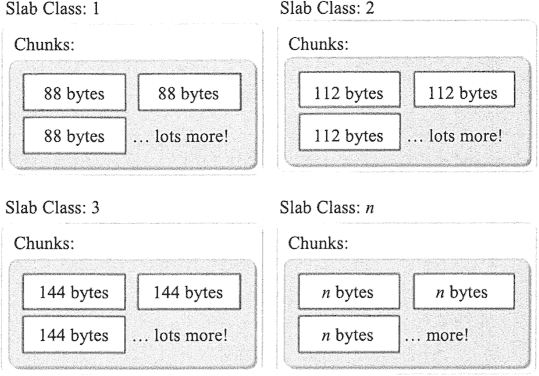 Slab Class: 1
Chunks:
88 bytes 88 bytes
88 bytes … lots more!
Slab Class: 2
Chunks:
112 bytes 112 bytes
112 bytes … lots more!
Slab Class: 3
Chunks:
144 bytes 144 bytes
144 bytes … lots more!
Slab Class: n
Chunks:
n bytes n bytes
n bytes … more!